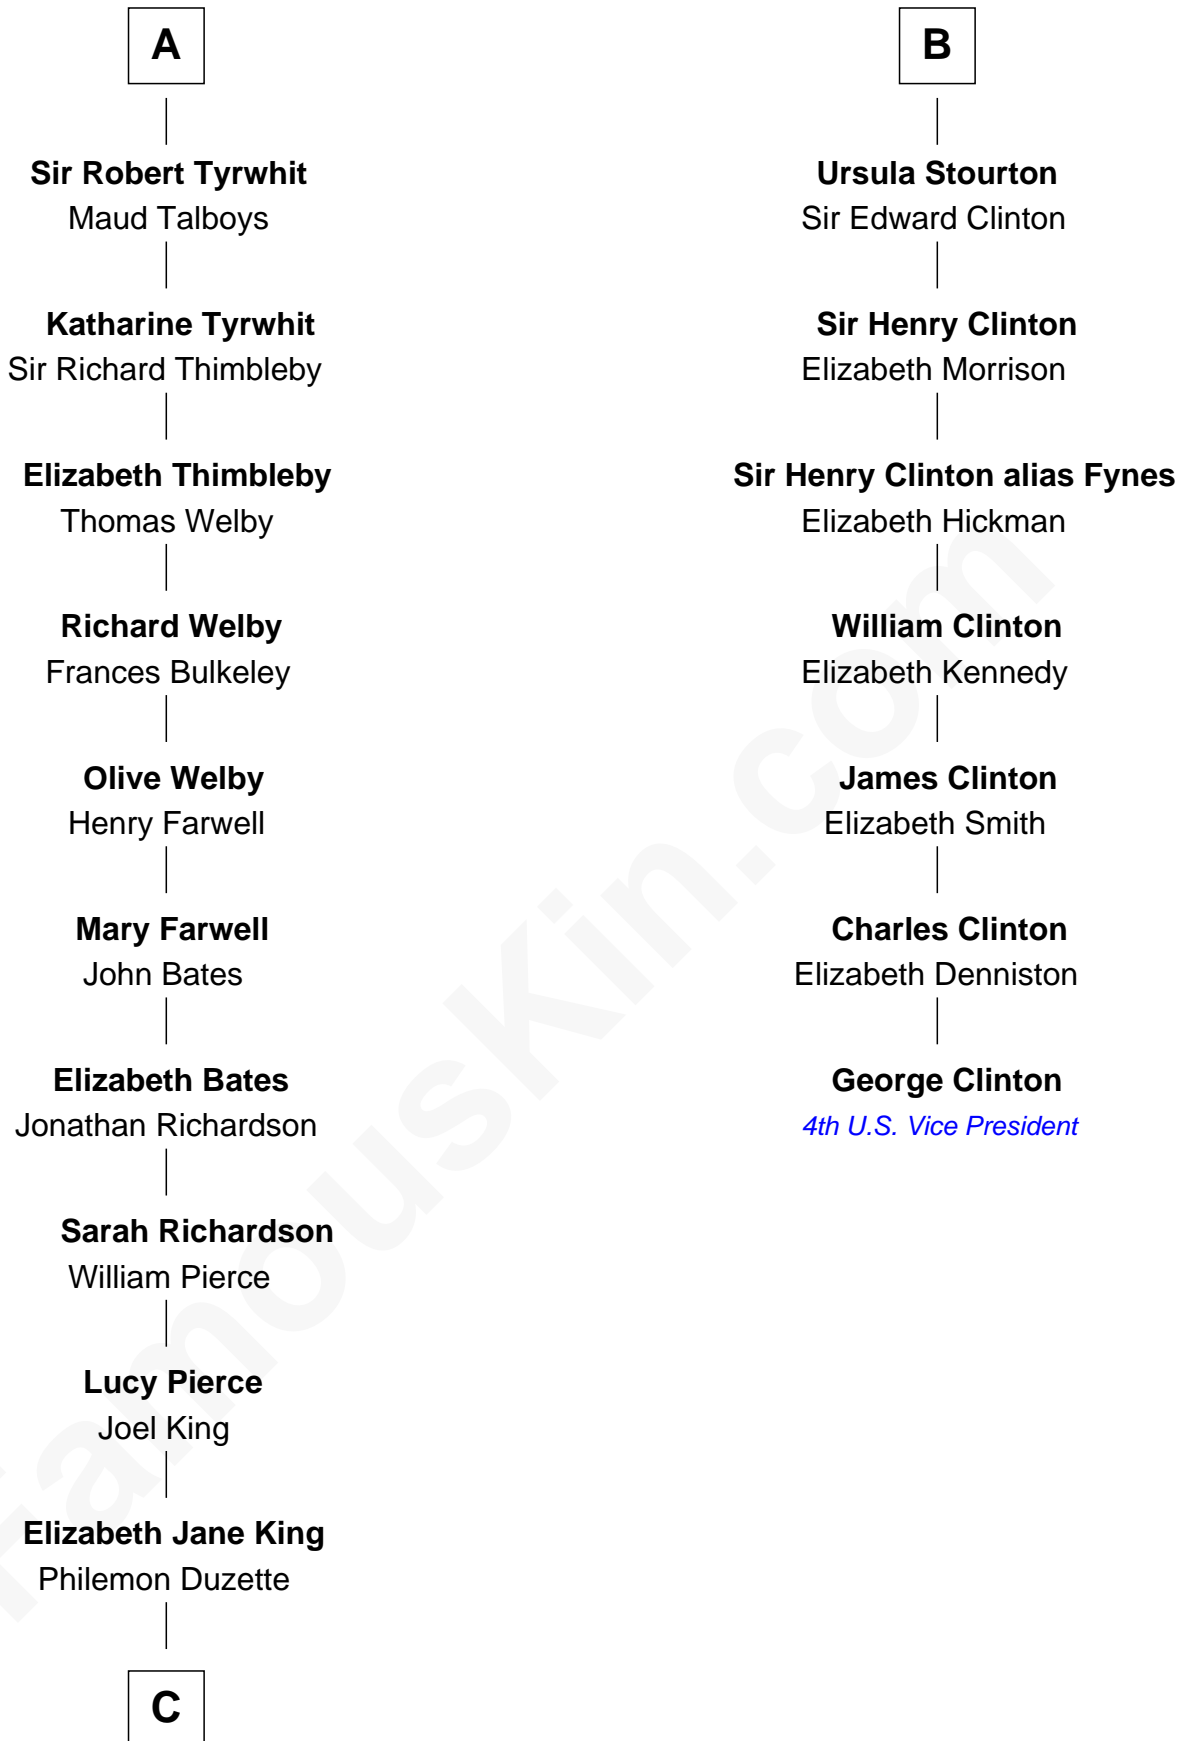 A
Sir Robert Tyrwhit
Maud Talboys
Katharine Tyrwhit
Sir Richard Thimbleby
Elizabeth Thimbleby
Thomas Welby
Richard Welby
Frances Bulkeley
Olive Welby
Henry Farwell
Mary Farwell
John Bates
Elizabeth Bates
Jonathan Richardson
Sarah Richardson
William Pierce
Lucy Pierce
Joel King
Elizabeth Jane King
Philemon Duzette
C
B
Ursula Stourton
Sir Edward Clinton
Sir Henry Clinton
Elizabeth Morrison
Sir Henry Clinton alias Fynes
Elizabeth Hickman
William Clinton
Elizabeth Kennedy
James Clinton
Elizabeth Smith
Charles Clinton
Elizabeth Denniston
George Clinton
4th U.S. Vice President
FamousKin.com